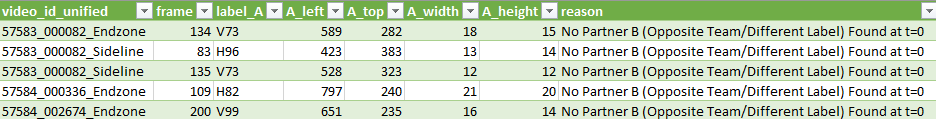 video_id_unified frame label_A A_left A_top A_width A_height reason
57583_000082_Endzone 134 V73 589 282 18 15 No Partner B (Opposite Team/Different Label) Found at t=0
57583_000082_Sideline 83 H96 423 383 13 14 No Partner B (Opposite Team/Different Label) Found at t=0
57583_000082_Sideline 135 V73 528 323 12 12 No Partner B (Opposite Team/Different Label) Found at t=0
57584_000336_Endzone 109 H82 797 240 21 20 No Partner B (Opposite Team/Different Label) Found at t=0
57584_002674_Endzone 200 V99 651 235 16 14 No Partner B (Opposite Team/Different Label) Found at t=0